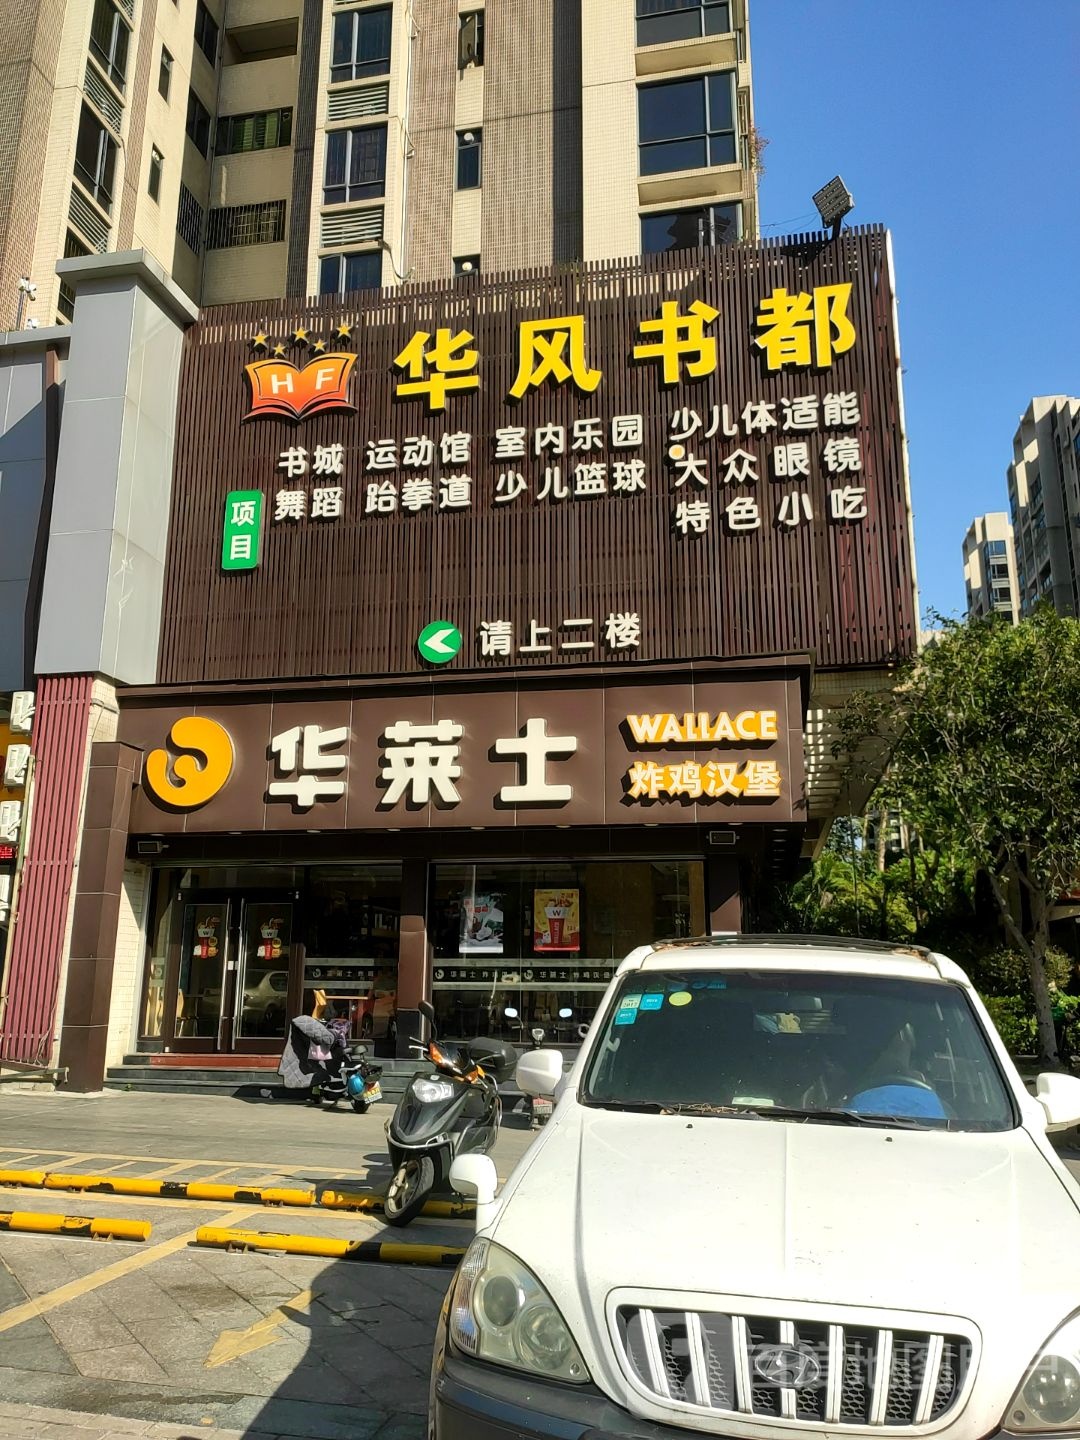 HF 华风书都
书城 运动馆 室内乐园 少儿体适能
舞蹈 跆拳道 少儿篮球 大众眼镜
特色小吃
项目
请上二楼
华莱士
WALLACE
炸鸡汉堡